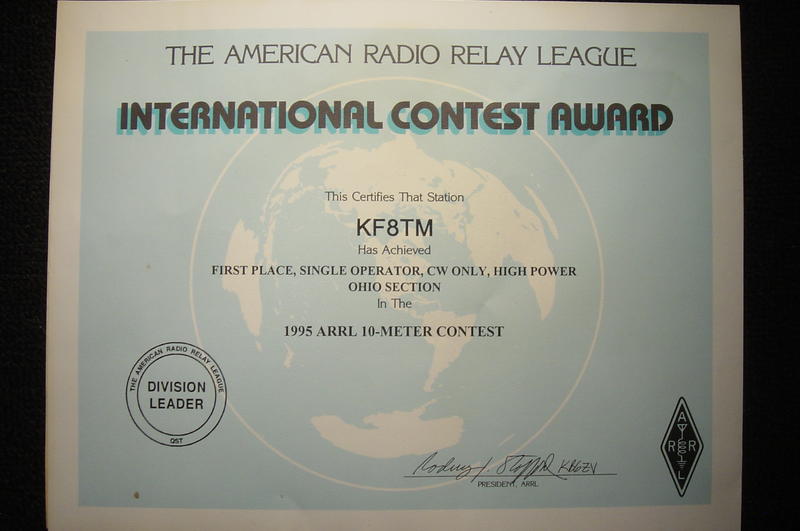 THE AMERICAN RADIO RELAY LEAGUE
INTERNATIONAL CONTEST AWARD
This Certifies That Station
KF8TM
Has Achieved
FIRST PLACE, SINGLE OPERATOR, CW ONLY, HIGH POWER
OHIO SECTION
In The
1995 ARRL 10-METER CONTEST
THE AMERICAN RADIO RELAY LEAGUE
DIVISION
LEADER
QST
Rodney J. Stafford KB6ZV
PRESIDENT, ARRL
A
R R
L